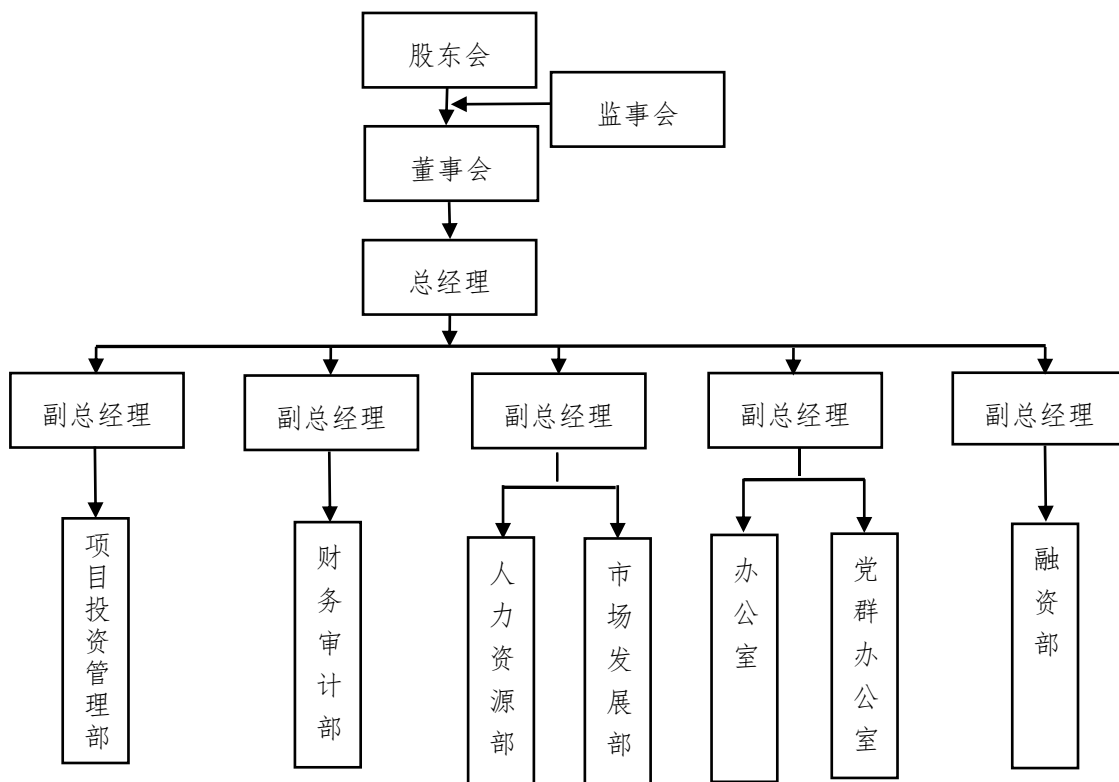 股东会
监事会
董事会
总经理
副总经理
副总经理
副总经理
副总经理
副总经理
项目投资管理部
财务审计部
人力资源部
市场发展部
办公室
党群办公室
融资部